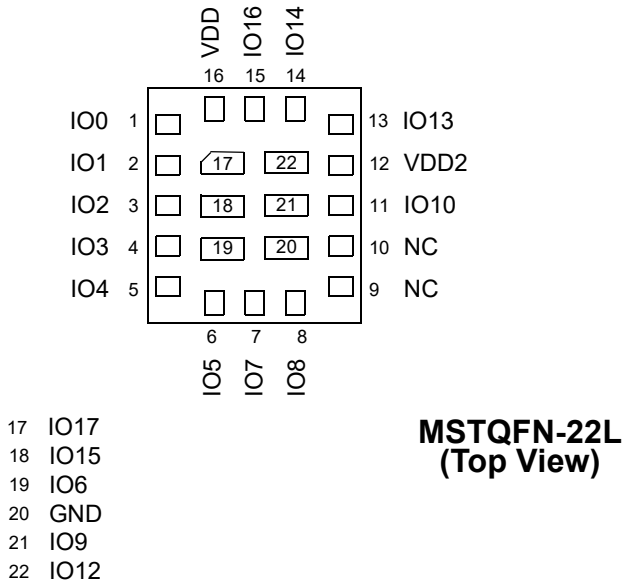 VDD IO16 IO14
16 15 14
IO0 1 13 IO13
IO1 2 17 22 12 VDD2
IO2 3 18 21 11 IO10
IO3 4 19 20 10 NC
IO4 5 9 NC
6 7 8
IO5 IO7 IO8
17 IO17
18 IO15
19 IO6
20 GND
21 IO9
22 IO12
MSTQFN-22L
(Top View)